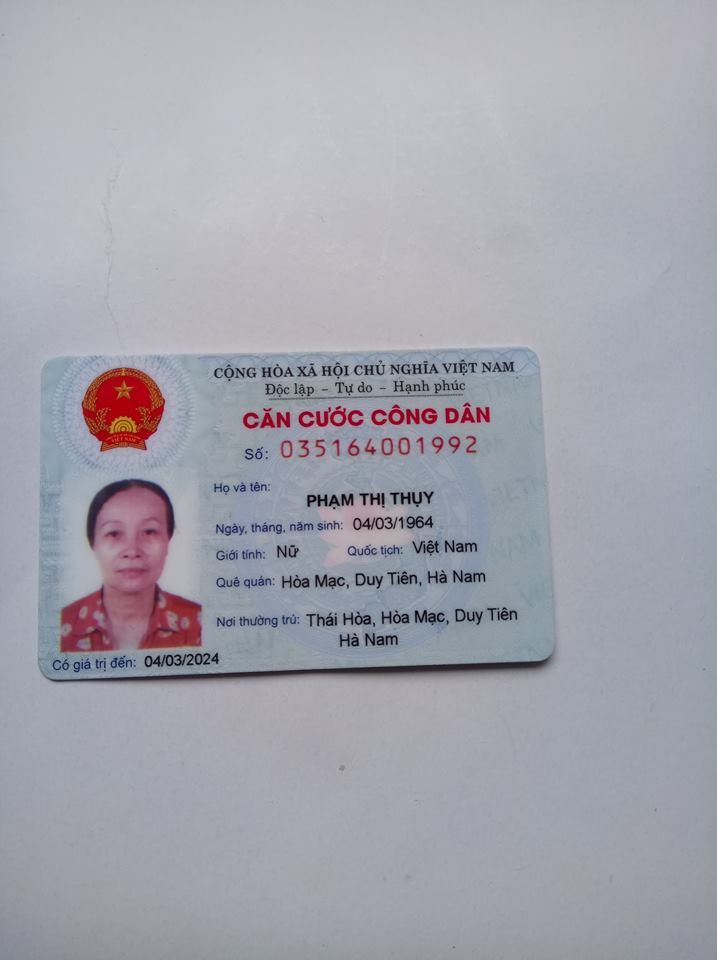 CỘNG HÒA XÃ HỘI CHỦ NGHĨA VIỆT NAM
Độc lập – Tự do – Hạnh phúc
CĂN CƯỚC CÔNG DÂN
Số: 035164001992
Họ và tên:
PHẠM THỊ THỤY
Ngày, tháng, năm sinh: 04/03/1964
Giới tính: Nữ Quốc tịch: Việt Nam
Quê quán: Hòa Mạc, Duy Tiên, Hà Nam
Nơi thường trú: Thái Hòa, Hòa Mạc, Duy Tiên
Hà Nam
Có giá trị đến: 04/03/2024
VIỆT NAM